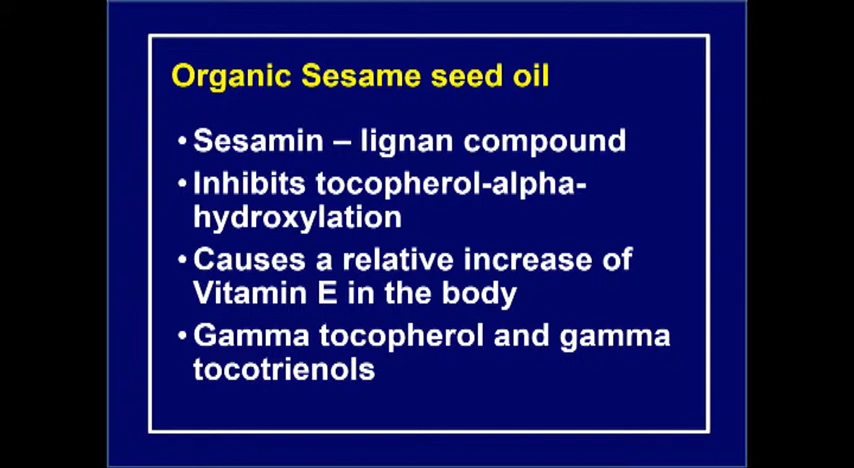 Organic Sesame seed oil
• Sesamin – lignan compound
• Inhibits tocopherol-alpha-
hydroxylation
• Causes a relative increase of
Vitamin E in the body
• Gamma tocopherol and gamma
tocotrienols